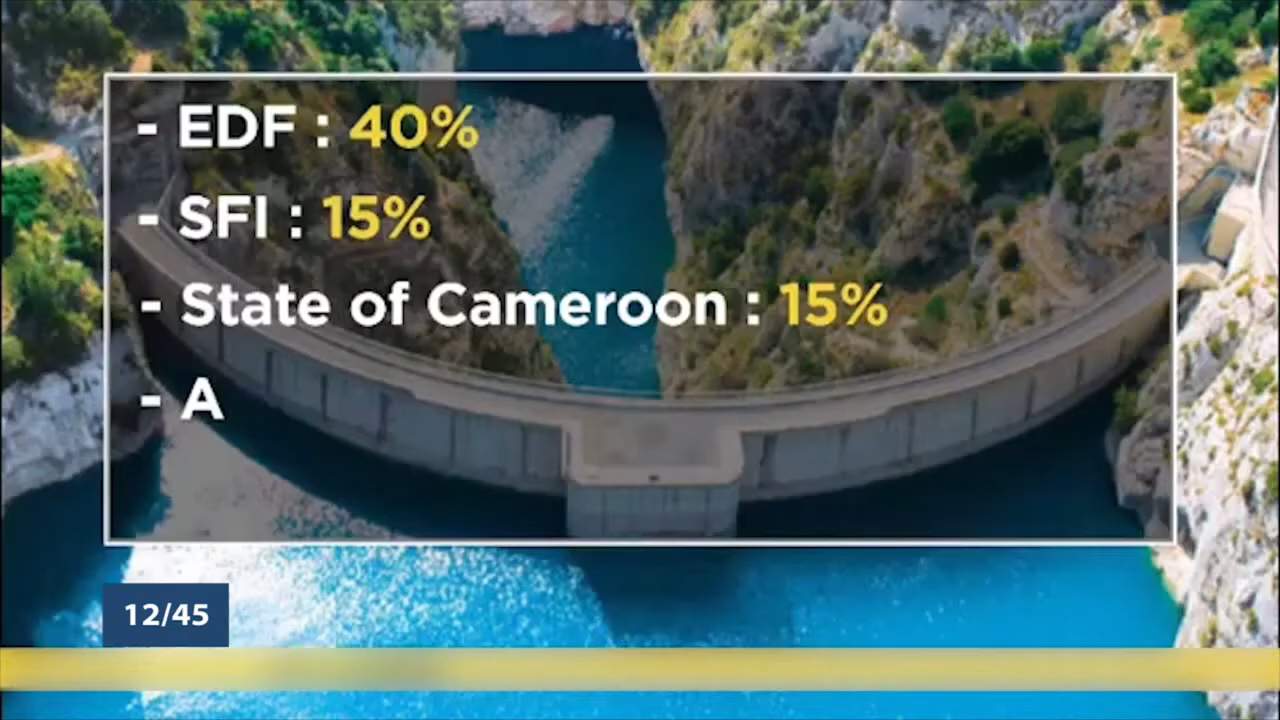 - EDF : 40%
- SFI : 15%
- State of Cameroon : 15%
- A
12/45